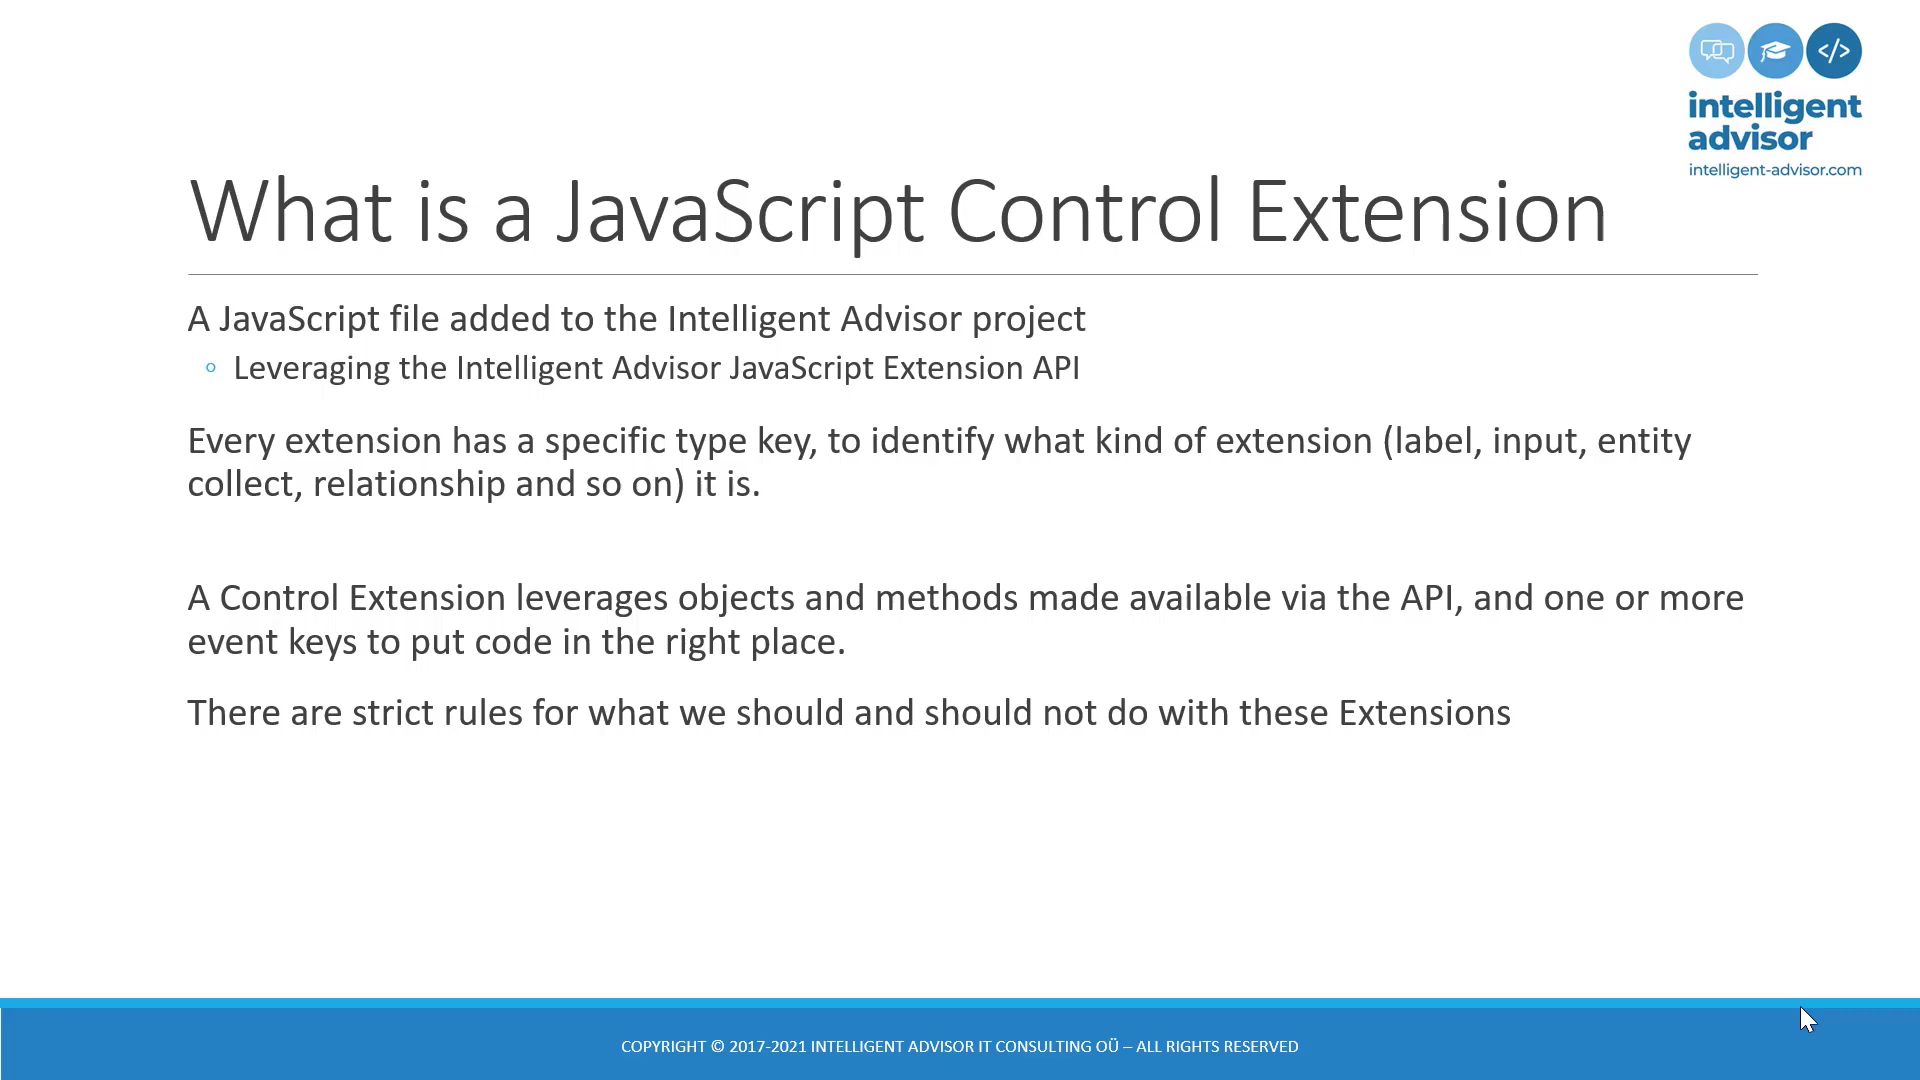 intelligent
advisor
intelligent-advisor.com
What is a JavaScript Control Extension
A JavaScript file added to the Intelligent Advisor project
◦ Leveraging the Intelligent Advisor JavaScript Extension API
Every extension has a specific type key, to identify what kind of extension (label, input, entity
collect, relationship and so on) it is.
A Control Extension leverages objects and methods made available via the API, and one or more
event keys to put code in the right place.
There are strict rules for what we should and should not do with these Extensions
COPYRIGHT © 2017-2021 INTELLIGENT ADVISOR IT CONSULTING OÜ – ALL RIGHTS RESERVED